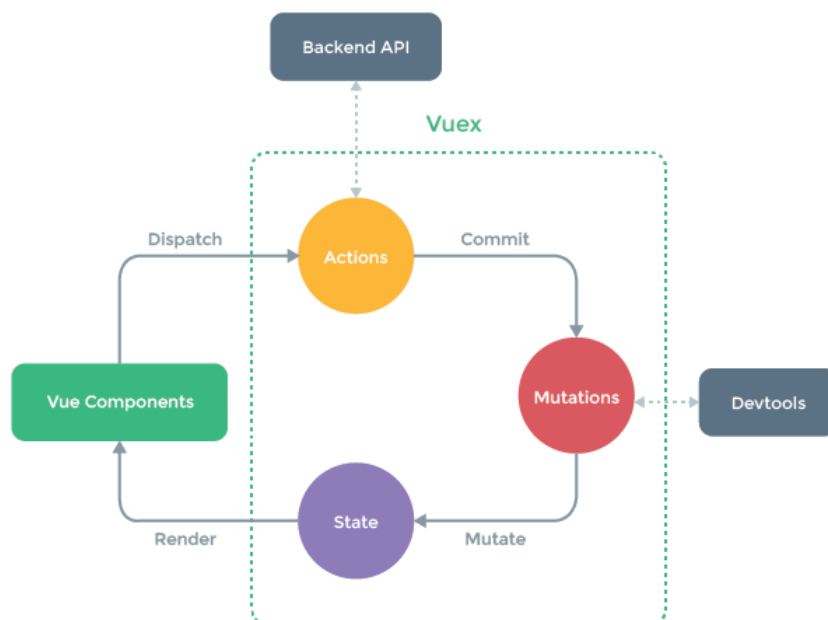 Backend API
Vuex
Dispatch
Actions
Commit
Vue Components
Mutations
Devtools
Render
State
Mutate